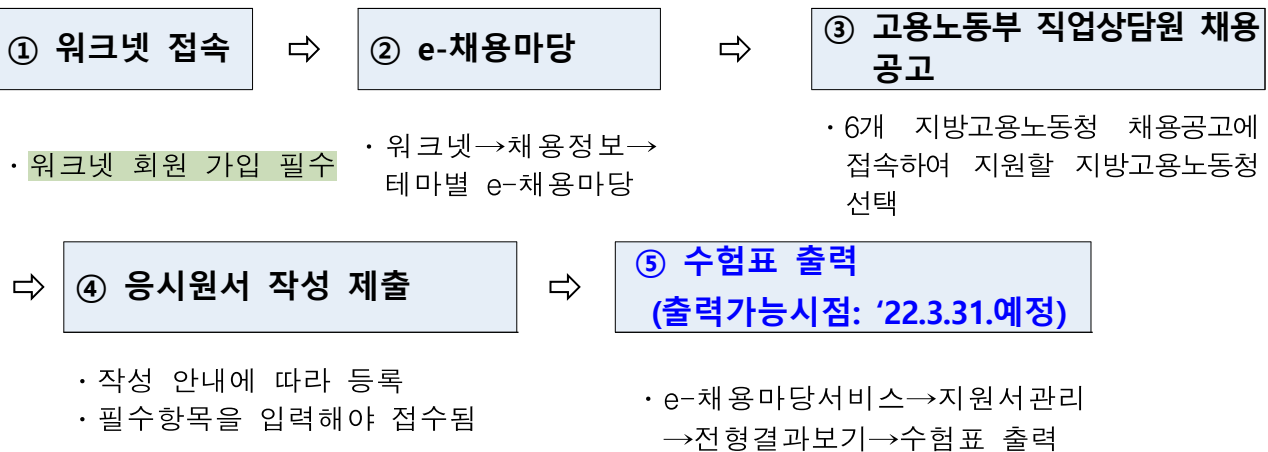 ① 워크넷 접속
⇨
② e-채용마당
⇨
③ 고용노동부 직업상담원 채용
공고
· 워크넷 회원 가입 필수
· 워크넷→채용정보→
테마별 e-채용마당
· 6개 지방고용노동청 채용공고에
접속하여 지원할 지방고용노동청
선택
⇨
④ 응시원서 작성 제출
⇨
⑤ 수험표 출력
(출력가능시점: ‘22.3.31.예정)
· 작성 안내에 따라 등록
· 필수항목을 입력해야 접수됨
· e-채용마당서비스→지원서관리
→전형결과보기→수험표 출력